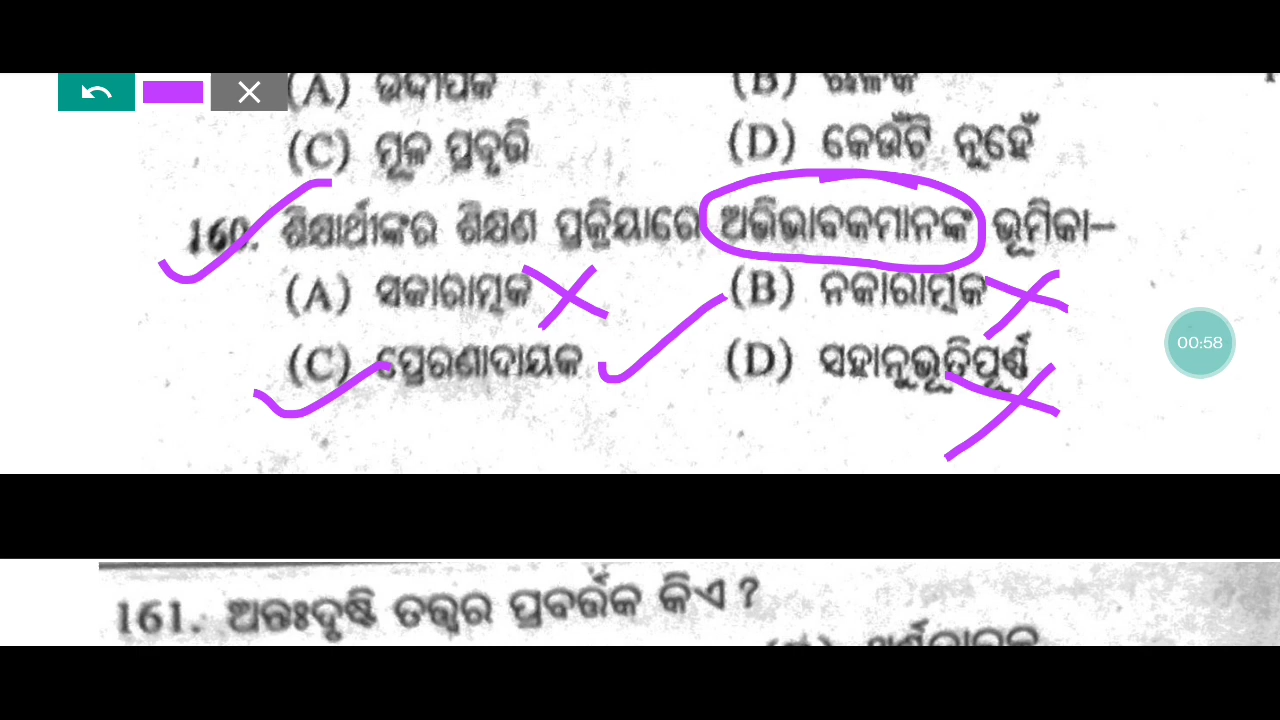 (A) ଉଦ୍ଦୀପକ (B)
(C) ମୂଳ ପ୍ରବୃତ୍ତି (D) କେଉଁଟି ନୁହେଁ
160. ଶିକ୍ଷାର୍ଥୀଙ୍କର ଶିକ୍ଷଣ ପ୍ରକ୍ରିୟାରେ ଅଭିଭାବକମାନଙ୍କ ଭୂମିକା–
(A) ସକାରାତ୍ମକ (B) ନକାରାତ୍ମକ
(C) ପ୍ରେରଣାଦାୟକ (D) ସହାନୁଭୂତିପୂର୍ଣ୍ଣ
00:58
161. ଅନ୍ତଃଦୃଷ୍ଟି ତତ୍ତ୍ୱର ପ୍ରବର୍ତ୍ତକ କିଏ ?